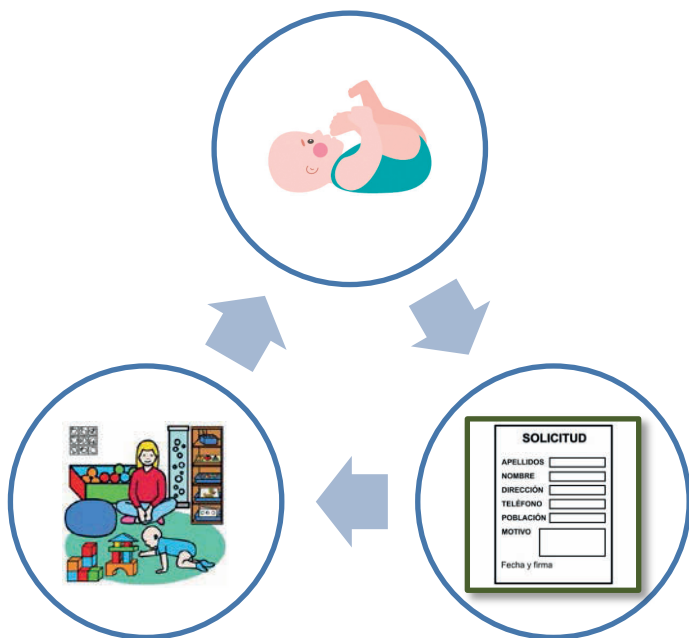 SOLICITUD
APELLIDOS
NOMBRE
DIRECCIÓN
TELÉFONO
POBLACIÓN
MOTIVO
Fecha y firma